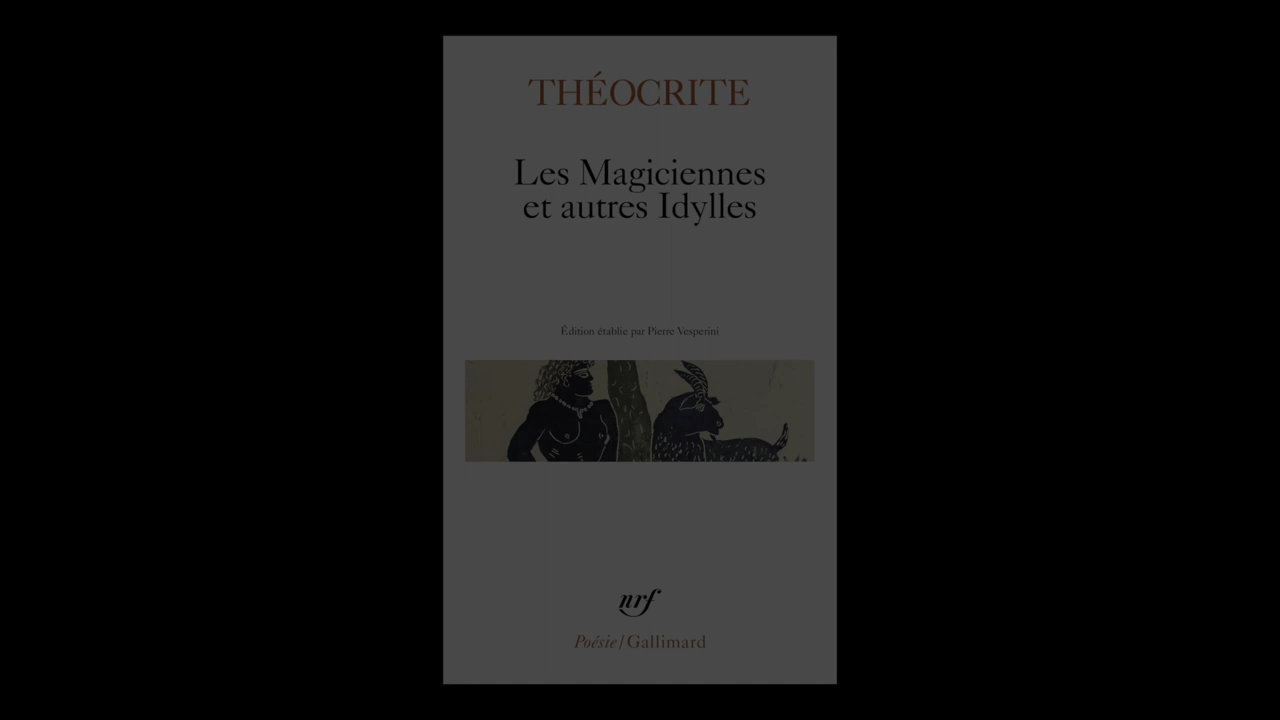 THÉOCRITE
Les Magiciennes
et autres Idylles
Édition établie par Pierre Vesperini
nrf
Poésie/Gallimard